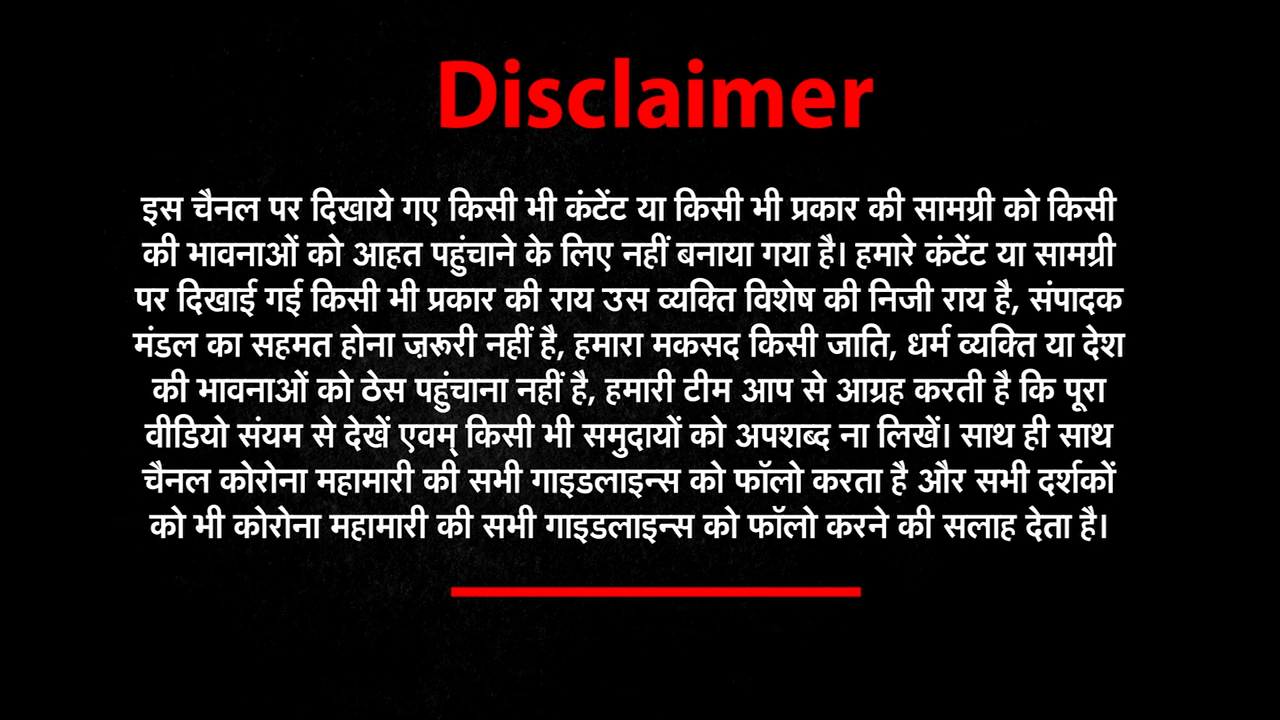 Disclaimer
इस चैनल पर दिखाये गए किसी भी कंटेंट या किसी भी प्रकार की सामग्री को किसी
की भावनाओं को आहत पहुंचाने के लिए नहीं बनाया गया है। हमारे कंटेंट या सामग्री
पर दिखाई गई किसी भी प्रकार की राय उस व्यक्ति विशेष की निजी राय है, संपादक
मंडल का सहमत होना ज़रूरी नहीं है, हमारा मकसद किसी जाति, धर्म व्यक्ति या देश
की भावनाओं को ठेस पहुंचाना नहीं है, हमारी टीम आप से आग्रह करती है कि पूरा
वीडियो संयम से देखें एवम् किसी भी समुदायों को अपशब्द ना लिखें। साथ ही साथ
चैनल कोरोना महामारी की सभी गाइडलाइन्स को फॉलो करता है और सभी दर्शकों
को भी कोरोना महामारी की सभी गाइडलाइन्स को फॉलो करने की सलाह देता है।